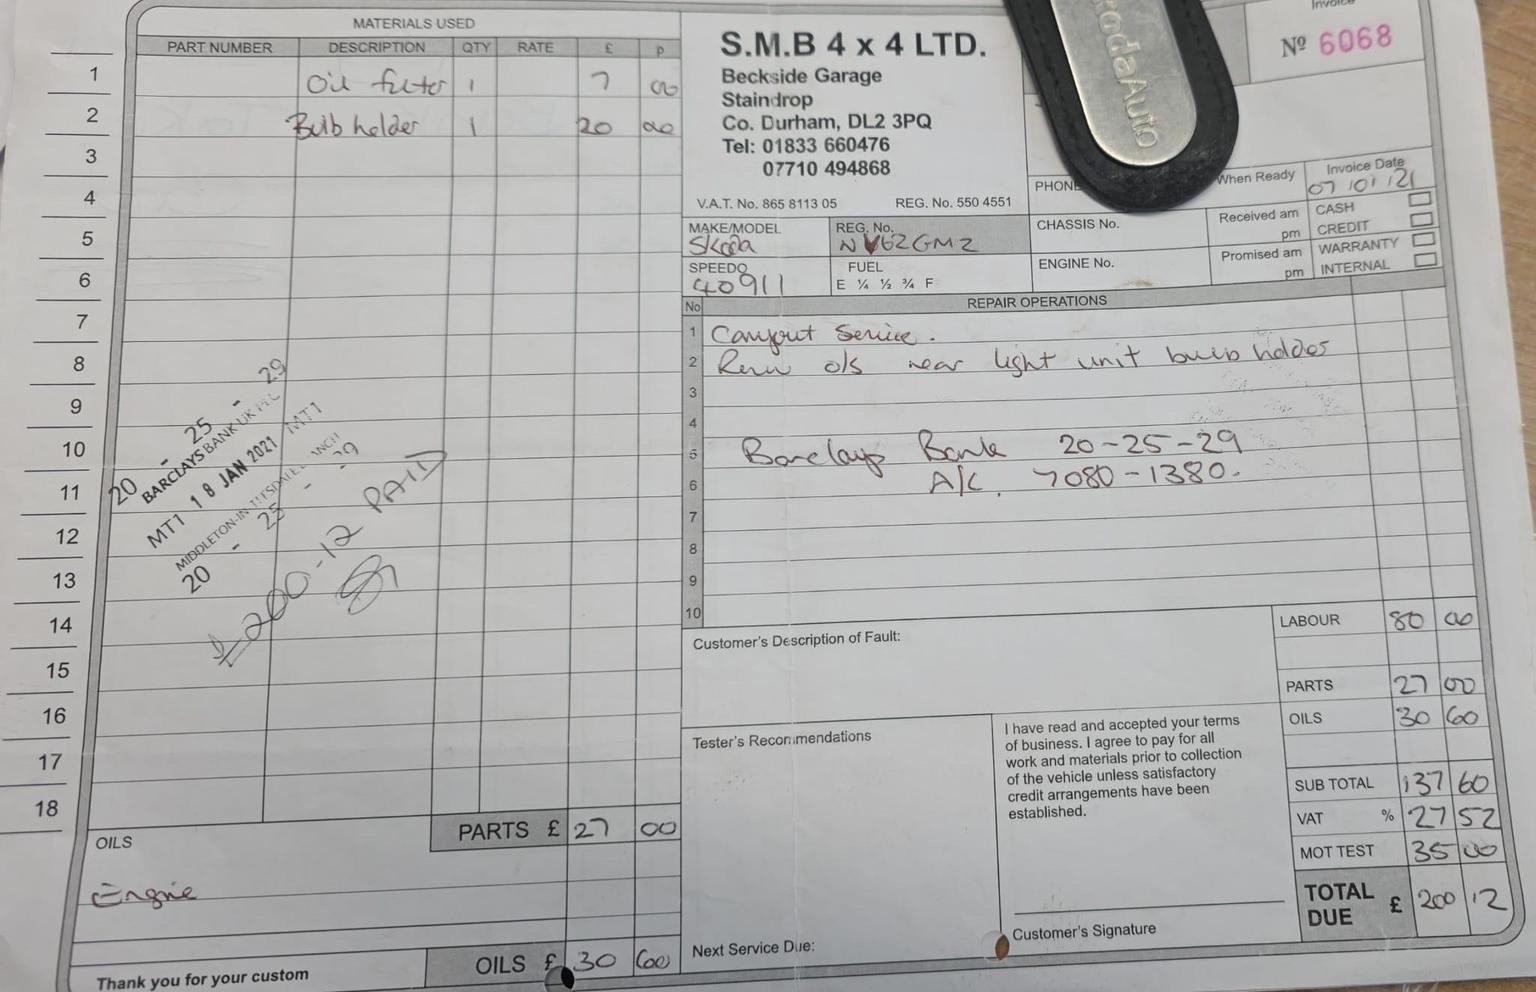 MATERIALS USED
PART NUMBER DESCRIPTION QTY RATE £ p
1 Oil filter 1 7 00
2 Bulb holder 1 20 00
3
4
5
6
7
8
9
10
11
12
13
14
15
16
17
18
20 - 25 - 29
BARCLAYS BANK UK PLC
MT1 18 JAN 2021 MT1
MIDDLETON-IN-TEESDALE BRANCH
20 - 25 - 29
£200-12 PAID
PARTS £ 27 00
OILS
Engine
OILS £ 30 60
Thank you for your custom
S.M.B 4 x 4 LTD.
Beckside Garage
Staindrop
Co. Durham, DL2 3PQ
Tel: 01833 660476
07710 494868
V.A.T. No. 865 8113 05 REG. No. 550 4551
Invoice
Nº 6068
odaAuto
PHONE
When Ready
Invoice Date
07/01/21
MAKE/MODEL
Skoda
REG. No.
NV62GMZ
CHASSIS No.
Received am
pm
CASH
CREDIT
SPEEDO
40911
FUEL
E ¼ ½ ¾ F
ENGINE No.
Promised am
pm
WARRANTY
INTERNAL
No REPAIR OPERATIONS
1 Carryout Service.
2 Renew o/s rear light unit bulb holder
3
4
5 Barclays Bank 20-25-29
6 A/C. 7080-1380.
7
8
9
10
Customer's Description of Fault:
LABOUR 80 00
PARTS 27 00
OILS 30 60
SUB TOTAL 137 60
VAT % 27 52
MOT TEST 35 00
TOTAL DUE £ 200 12
Tester's Recommendations
Next Service Due:
I have read and accepted your terms
of business. I agree to pay for all
work and materials prior to collection
of the vehicle unless satisfactory
credit arrangements have been
established.
Customer's Signature